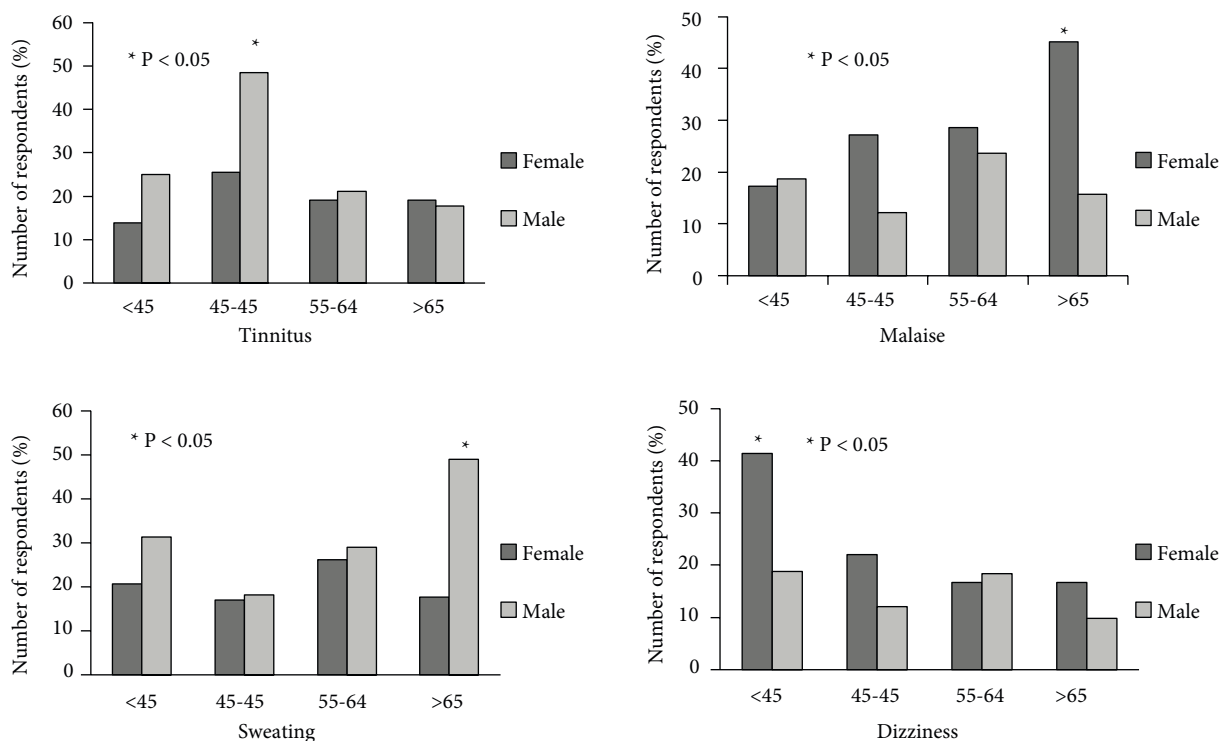 Number of respondents (%)
60
50
40
30
20
10
0
* P < 0.05
*
Female
Male
<45
45-45
55-64
>65
Tinnitus
Number of respondents (%)
50
40
30
20
10
0
* P < 0.05
*
Female
Male
<45
45-45
55-64
>65
Malaise
Number of respondents (%)
60
50
40
30
20
10
0
* P < 0.05
*
Female
Male
<45
45-45
55-64
>65
Sweating
Number of respondents (%)
50
40
30
20
10
0
*
* P < 0.05
Female
Male
<45
45-45
55-64
>65
Dizziness